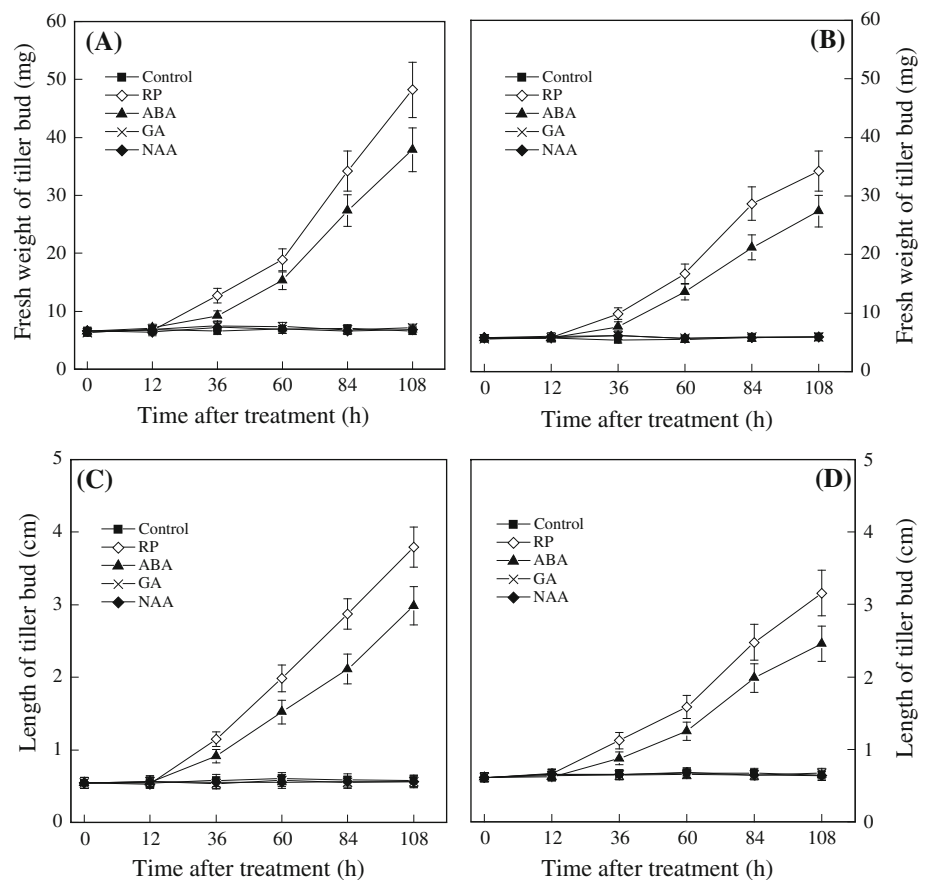 (A)
Fresh weight of tiller bud (mg)
60
50
40
30
20
10
0
Control
RP
ABA
GA
NAA
0 12 36 60 84 108
Time after treatment (h)
(B)
Control
RP
ABA
GA
NAA
60
50
40
30
20
10
0
Fresh weight of tiller bud (mg)
0 12 36 60 84 108
Time after treatment (h)
(C)
Length of tiller bud (cm)
5
4
3
2
1
0
Control
RP
ABA
GA
NAA
0 12 36 60 84 108
Time after treatment (h)
(D)
Control
RP
ABA
GA
NAA
5
4
3
2
1
0
Length of tiller bud (cm)
0 12 36 60 84 108
Time after treatment (h)